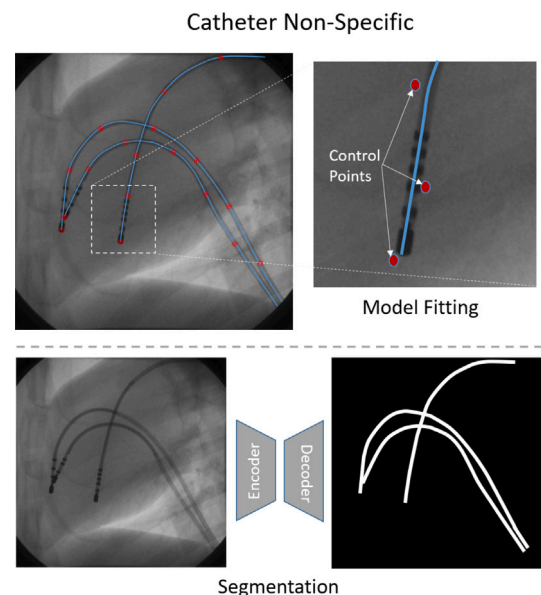 Catheter Non-Specific
Control
Points
Model Fitting
Encoder
Decoder
Segmentation